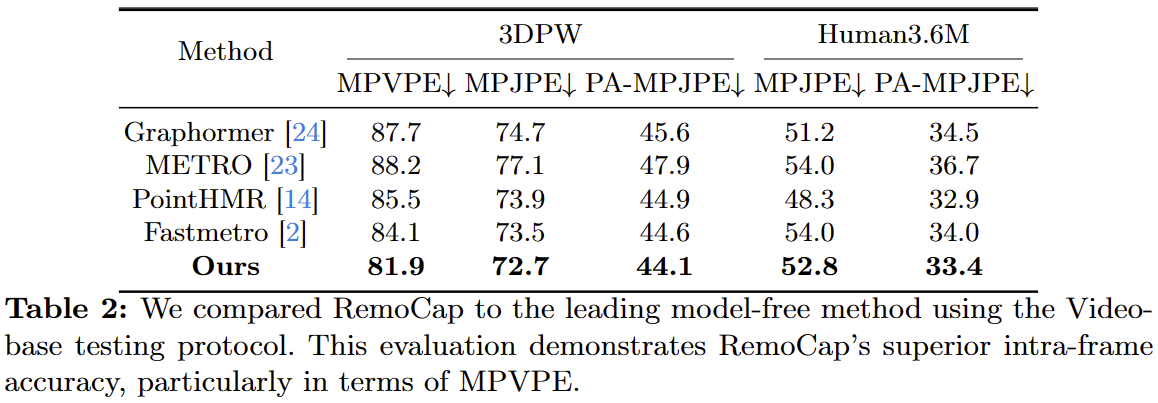 Method 3DPW Human3.6M
MPVPE↓ MPJPE↓ PA-MPJPE↓ MPJPE↓ PA-MPJPE↓
Graphormer [24] 87.7 74.7 45.6 51.2 34.5
METRO [23] 88.2 77.1 47.9 54.0 36.7
PointHMR [14] 85.5 73.9 44.9 48.3 32.9
Fastmetro [2] 84.1 73.5 44.6 54.0 34.0
Ours 81.9 72.7 44.1 52.8 33.4
Table 2: We compared RemoCap to the leading model-free method using the Video-
base testing protocol. This evaluation demonstrates RemoCap's superior intra-frame
accuracy, particularly in terms of MPVPE.